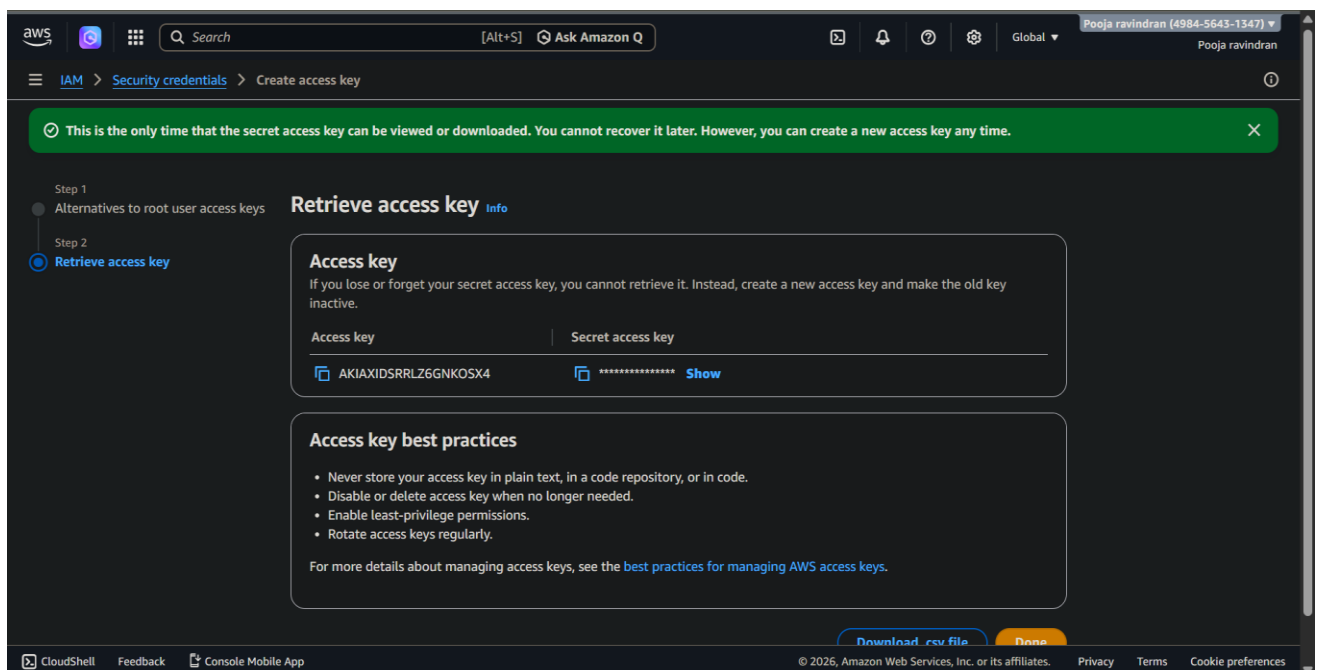 aws
Search [Alt+S] Ask Amazon Q
Global
Pooja ravindran (4984-5643-1347)
Pooja ravindran
IAM > Security credentials > Create access key
This is the only time that the secret access key can be viewed or downloaded. You cannot recover it later. However, you can create a new access key any time.
Step 1
Alternatives to root user access keys
Step 2
Retrieve access key
Retrieve access key Info
Access key
If you lose or forget your secret access key, you cannot retrieve it. Instead, create a new access key and make the old key
inactive.
Access key Secret access key
AKIAXIDSRRLZ6GNKOSX4 *************** Show
Access key best practices
• Never store your access key in plain text, in a code repository, or in code.
• Disable or delete access key when no longer needed.
• Enable least-privilege permissions.
• Rotate access keys regularly.
For more details about managing access keys, see the best practices for managing AWS access keys.
Download .csv file Done
CloudShell Feedback Console Mobile App © 2026, Amazon Web Services, Inc. or its affiliates. Privacy Terms Cookie preferences